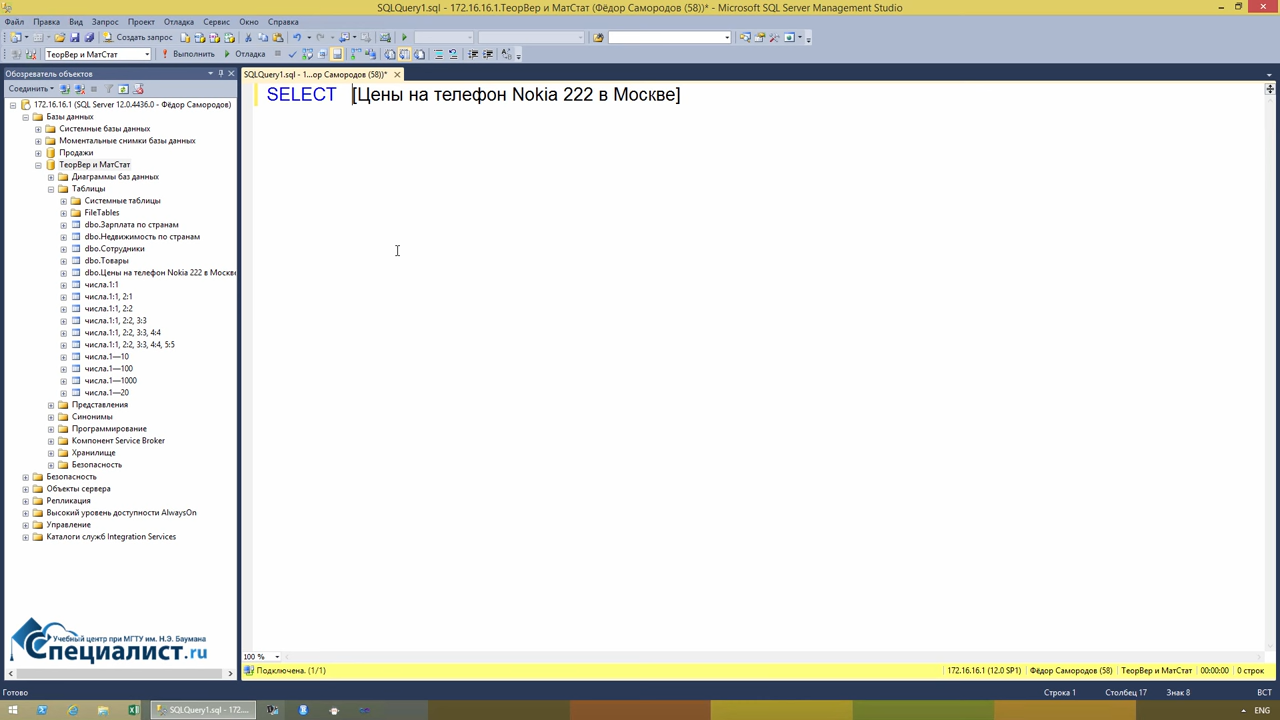 SQLQuery1.sql - 172.16.16.1.ТеорВер и МатСтат (Фёдор Самородов (58))* - Microsoft SQL Server Management Studio
Файл Правка Вид Запрос Проект Отладка Сервис Окно Справка
Создать запрос
ТеорВер и МатСтат Выполнить Отладка
Обозреватель объектов
Соединить
172.16.16.1 (SQL Server 12.0.4436.0 - Фёдор Самородов)
Базы данных
Системные базы данных
Моментальные снимки базы данных
Продажи
ТеорВер и МатСтат
Диаграммы баз данных
Таблицы
Системные таблицы
FileTables
dbo.Зарплата по странам
dbo.Недвижимость по странам
dbo.Сотрудники
dbo.Товары
dbo.Цены на телефон Nokia 222 в Москве
числа.1:1
числа.1:1, 2:1
числа.1:1, 2:2
числа.1:1, 2:2, 3:3
числа.1:1, 2:2, 3:3, 4:4
числа.1:1, 2:2, 3:3, 4:4, 5:5
числа.1—10
числа.1—100
числа.1—1000
числа.1—20
Представления
Синонимы
Программирование
Компонент Service Broker
Хранилище
Безопасность
Безопасность
Объекты сервера
Репликация
Высокий уровень доступности AlwaysOn
Управление
Каталоги служб Integration Services
Учебный центр при МГТУ им. Н.Э. Баумана
Специалист.ru
SQLQuery1.sql - 1...ор Самородов (58))*
SELECT [Цены на телефон Nokia 222 в Москве]
100 %
Подключена. (1/1) 172.16.16.1 (12.0 SP1) Фёдор Самородов (58) ТеорВер и МатСтат 00:00:00 0 строк
Готово Строка 1 Столбец 17 Знак 8 ВСТ
SQLQuery1.sql - 172.... ENG